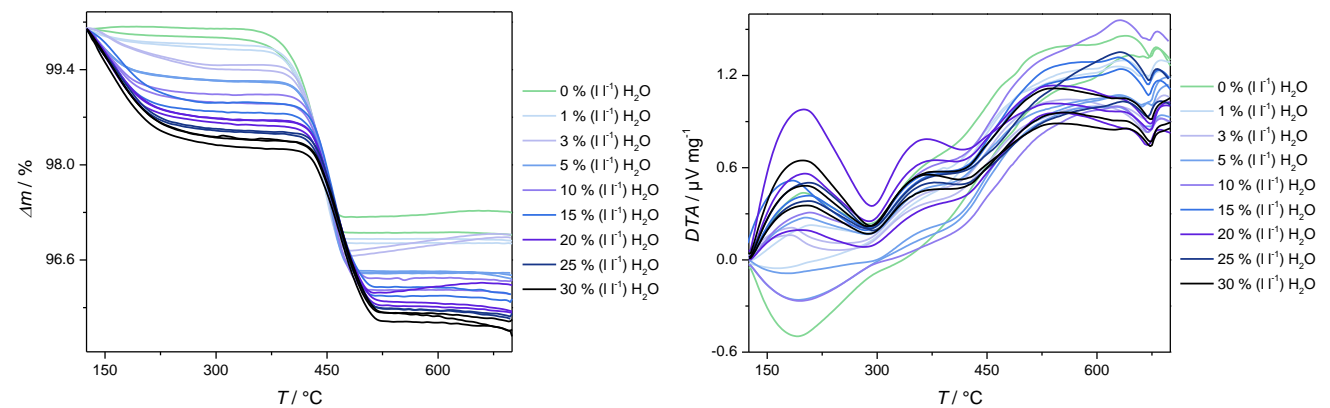 99.4
98.0
96.6
Δm / %
150
300
450
600
T / °C
0 % (l l⁻¹) H₂O
1 % (l l⁻¹) H₂O
3 % (l l⁻¹) H₂O
5 % (l l⁻¹) H₂O
10 % (l l⁻¹) H₂O
15 % (l l⁻¹) H₂O
20 % (l l⁻¹) H₂O
25 % (l l⁻¹) H₂O
30 % (l l⁻¹) H₂O
1.2
0.6
0.0
-0.6
DTA / µV mg⁻¹
150
300
450
600
T / °C
0 % (l l⁻¹) H₂O
1 % (l l⁻¹) H₂O
3 % (l l⁻¹) H₂O
5 % (l l⁻¹) H₂O
10 % (l l⁻¹) H₂O
15 % (l l⁻¹) H₂O
20 % (l l⁻¹) H₂O
25 % (l l⁻¹) H₂O
30 % (l l⁻¹) H₂O